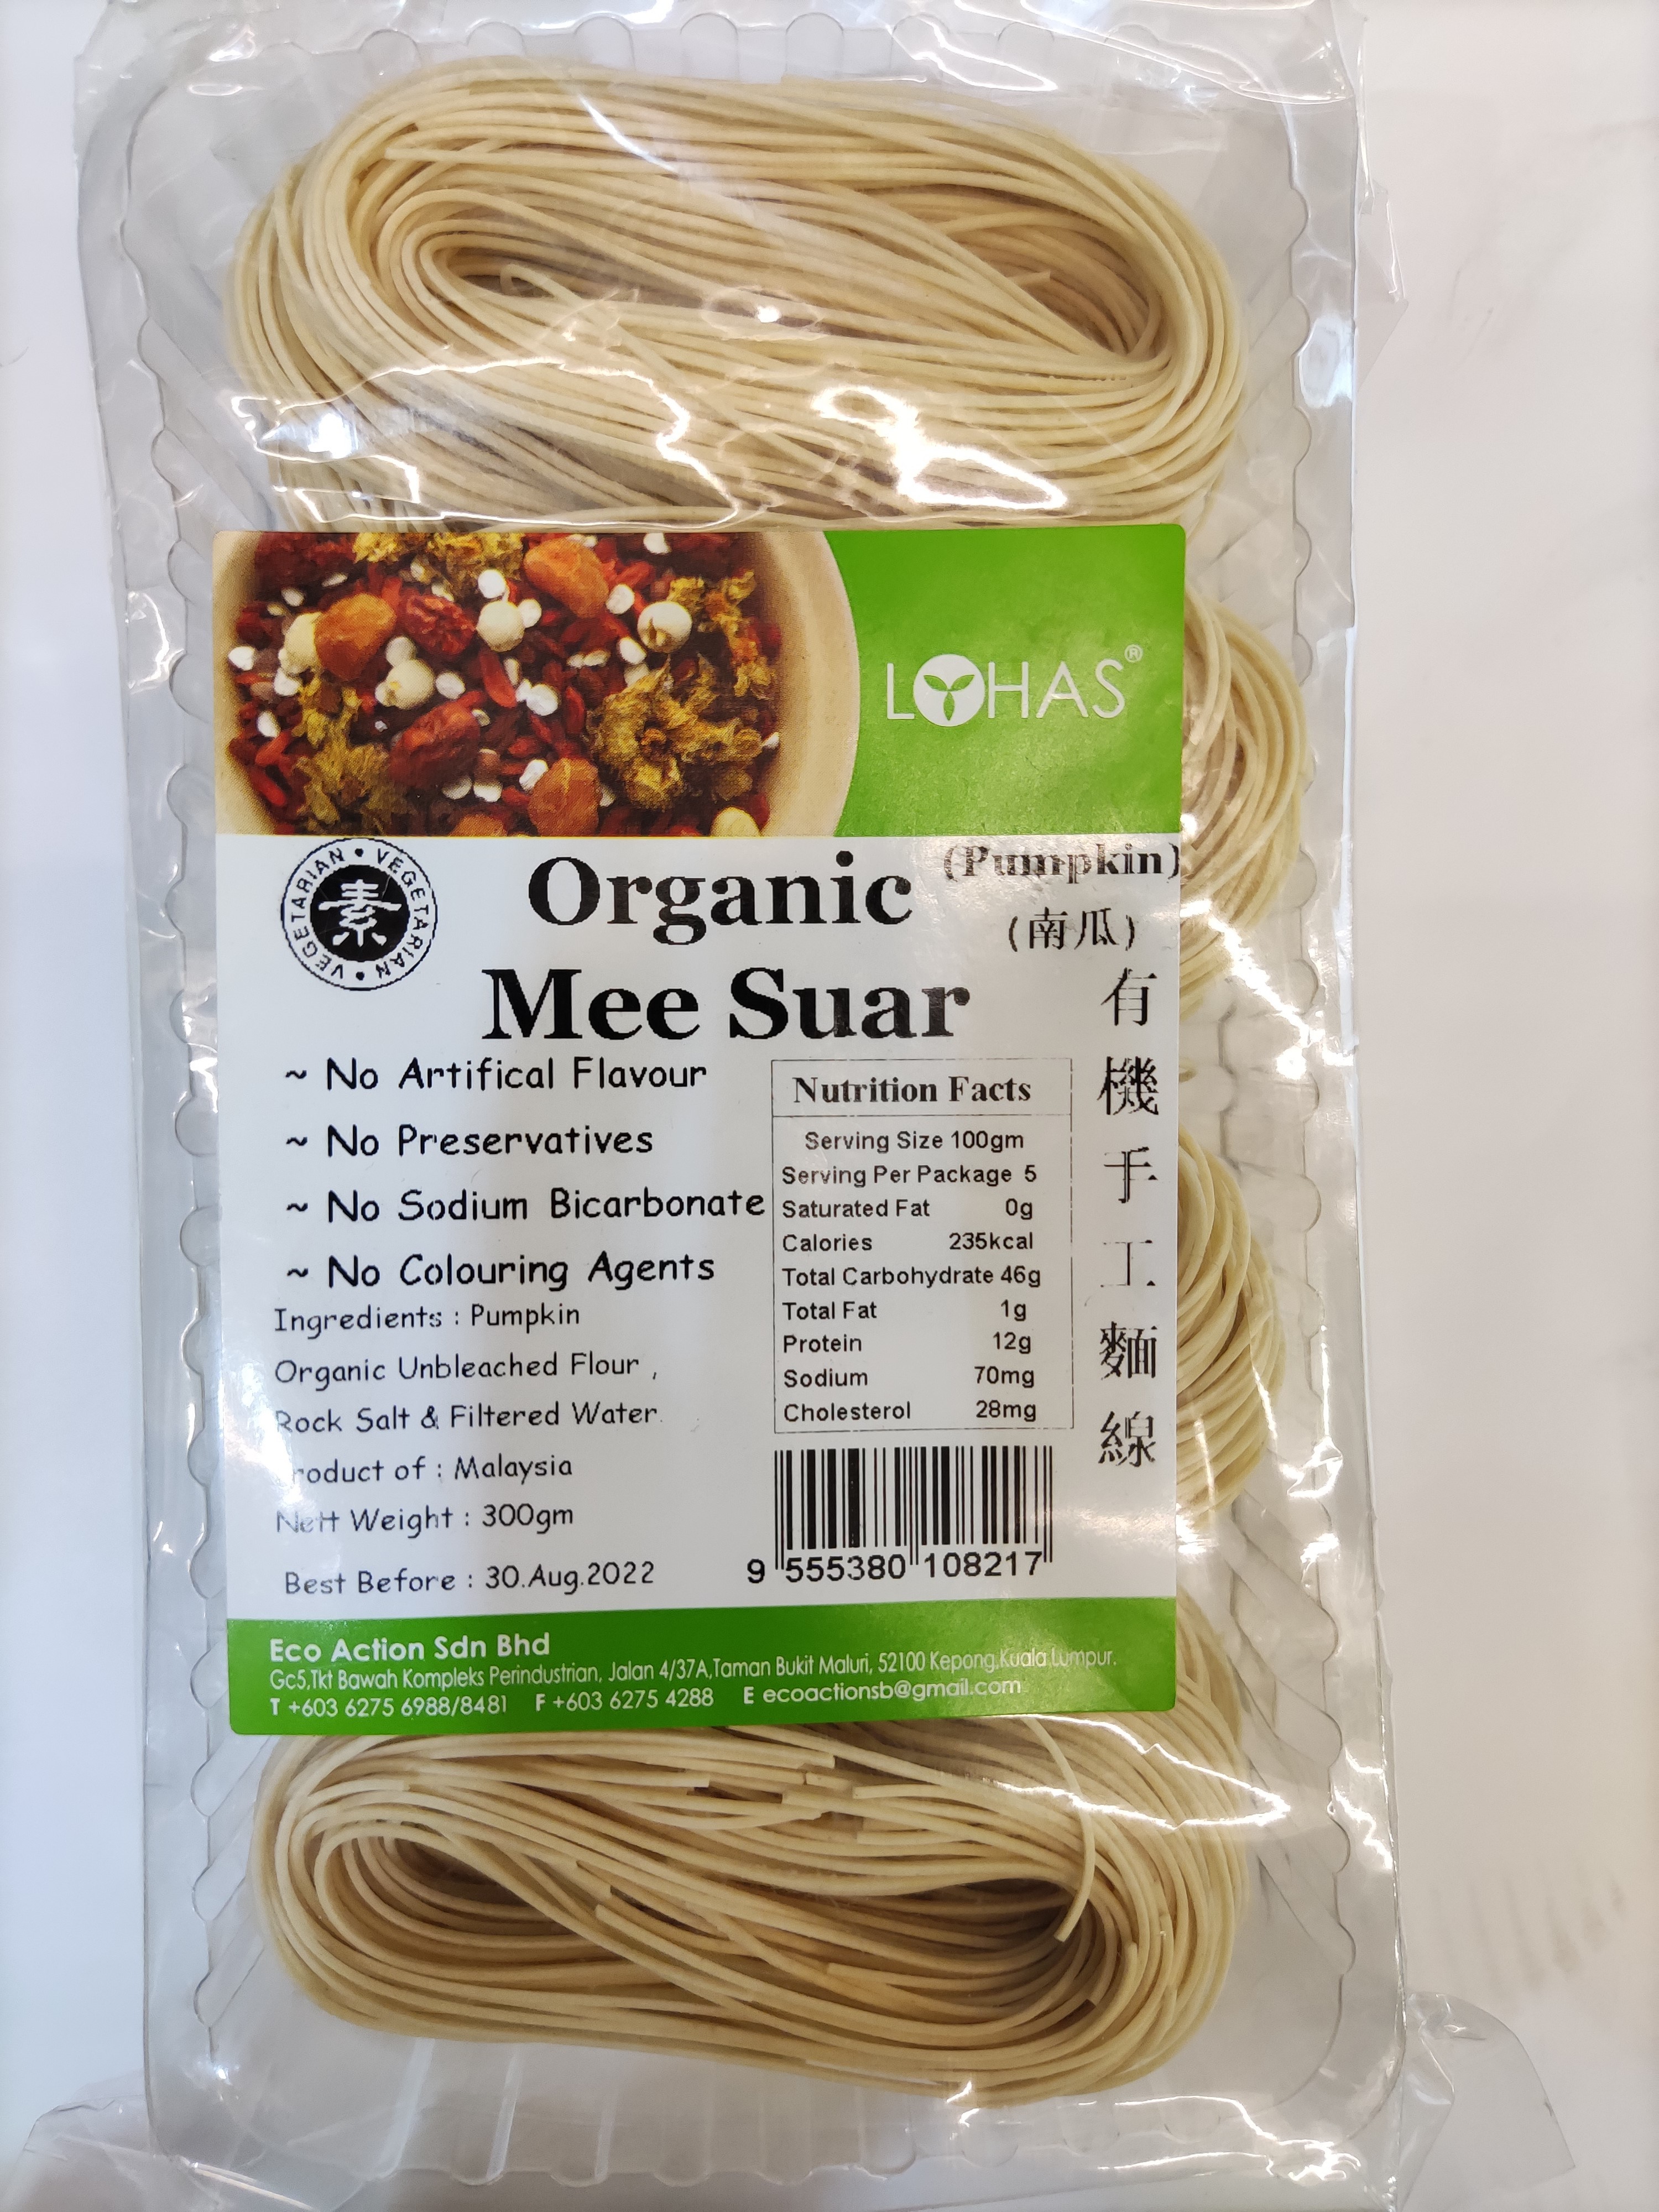 LOHAS®
VEGETARIAN • VEGETARIAN • VEGETARIAN •
素
Organic
Mee Suar
(Pumpkin)
(南瓜)
有機手工麵線
~ No Artifical Flavour
~ No Preservatives
~ No Sodium Bicarbonate
~ No Colouring Agents
Ingredients : Pumpkin
Organic Unbleached Flour ,
Rock Salt & Filtered Water
Product of : Malaysia
Nett Weight : 300gm
Best Before : 30.Aug.2022
Nutrition Facts
Serving Size 100gm
Serving Per Package 5
Saturated Fat 0g
Calories 235kcal
Total Carbohydrate 46g
Total Fat 1g
Protein 12g
Sodium 70mg
Cholesterol 28mg
9 555380 108217
Eco Action Sdn Bhd
Gc5,Tkt Bawah Kompleks Perindustrian, Jalan 4/37A,Taman Bukit Maluri, 52100 Kepong,Kuala Lumpur.
T +603 6275 6988/8481 F +603 6275 4288 E ecoactionsb@gmail.com